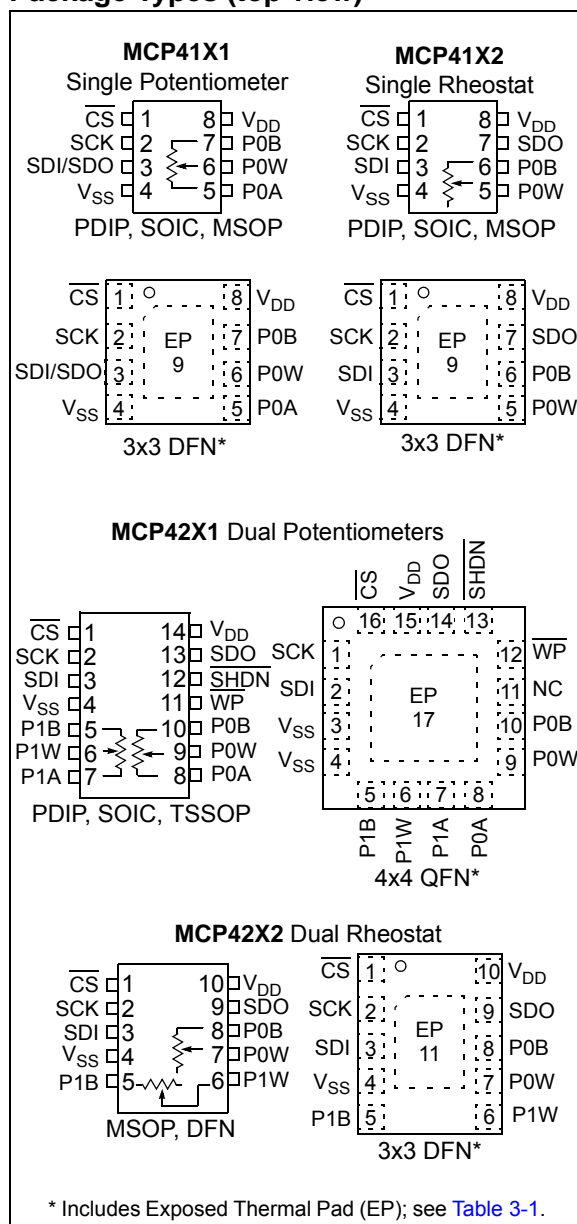 Package Types (top view)
MCP41X1
Single Potentiometer
CS 1 8 VDD
SCK 2 7 P0B
SDI/SDO 3 6 P0W
VSS 4 5 P0A
PDIP, SOIC, MSOP
MCP41X2
Single Rheostat
CS 1 8 VDD
SCK 2 7 SDO
SDI 3 6 P0B
VSS 4 5 P0W
PDIP, SOIC, MSOP
CS 1 8 VDD
SCK 2 EP 7 P0B
SDI/SDO 3 9 6 P0W
VSS 4 5 P0A
3x3 DFN*
CS 1 8 VDD
SCK 2 EP 7 SDO
SDI 3 9 6 P0B
VSS 4 5 P0W
3x3 DFN*
MCP42X1 Dual Potentiometers
CS 1 14 VDD
SCK 2 13 SDO
SDI 3 12 SHDN
VSS 4 11 WP
P1B 5 10 P0B
P1W 6 9 P0W
P1A 7 8 P0A
PDIP, SOIC, TSSOP
CS VDD SDO SHDN
16 15 14 13
SCK 1 12 WP
SDI 2 EP 11 NC
VSS 3 17 10 P0B
VSS 4 9 P0W
5 6 7 8
P1B P1W P1A P0A
4x4 QFN*
MCP42X2 Dual Rheostat
CS 1 10 VDD
SCK 2 9 SDO
SDI 3 8 P0B
VSS 4 7 P0W
P1B 5 6 P1W
MSOP, DFN
CS 1 10 VDD
SCK 2 EP 9 SDO
SDI 3 11 8 P0B
VSS 4 7 P0W
P1B 5 6 P1W
3x3 DFN*
* Includes Exposed Thermal Pad (EP); see Table 3-1.